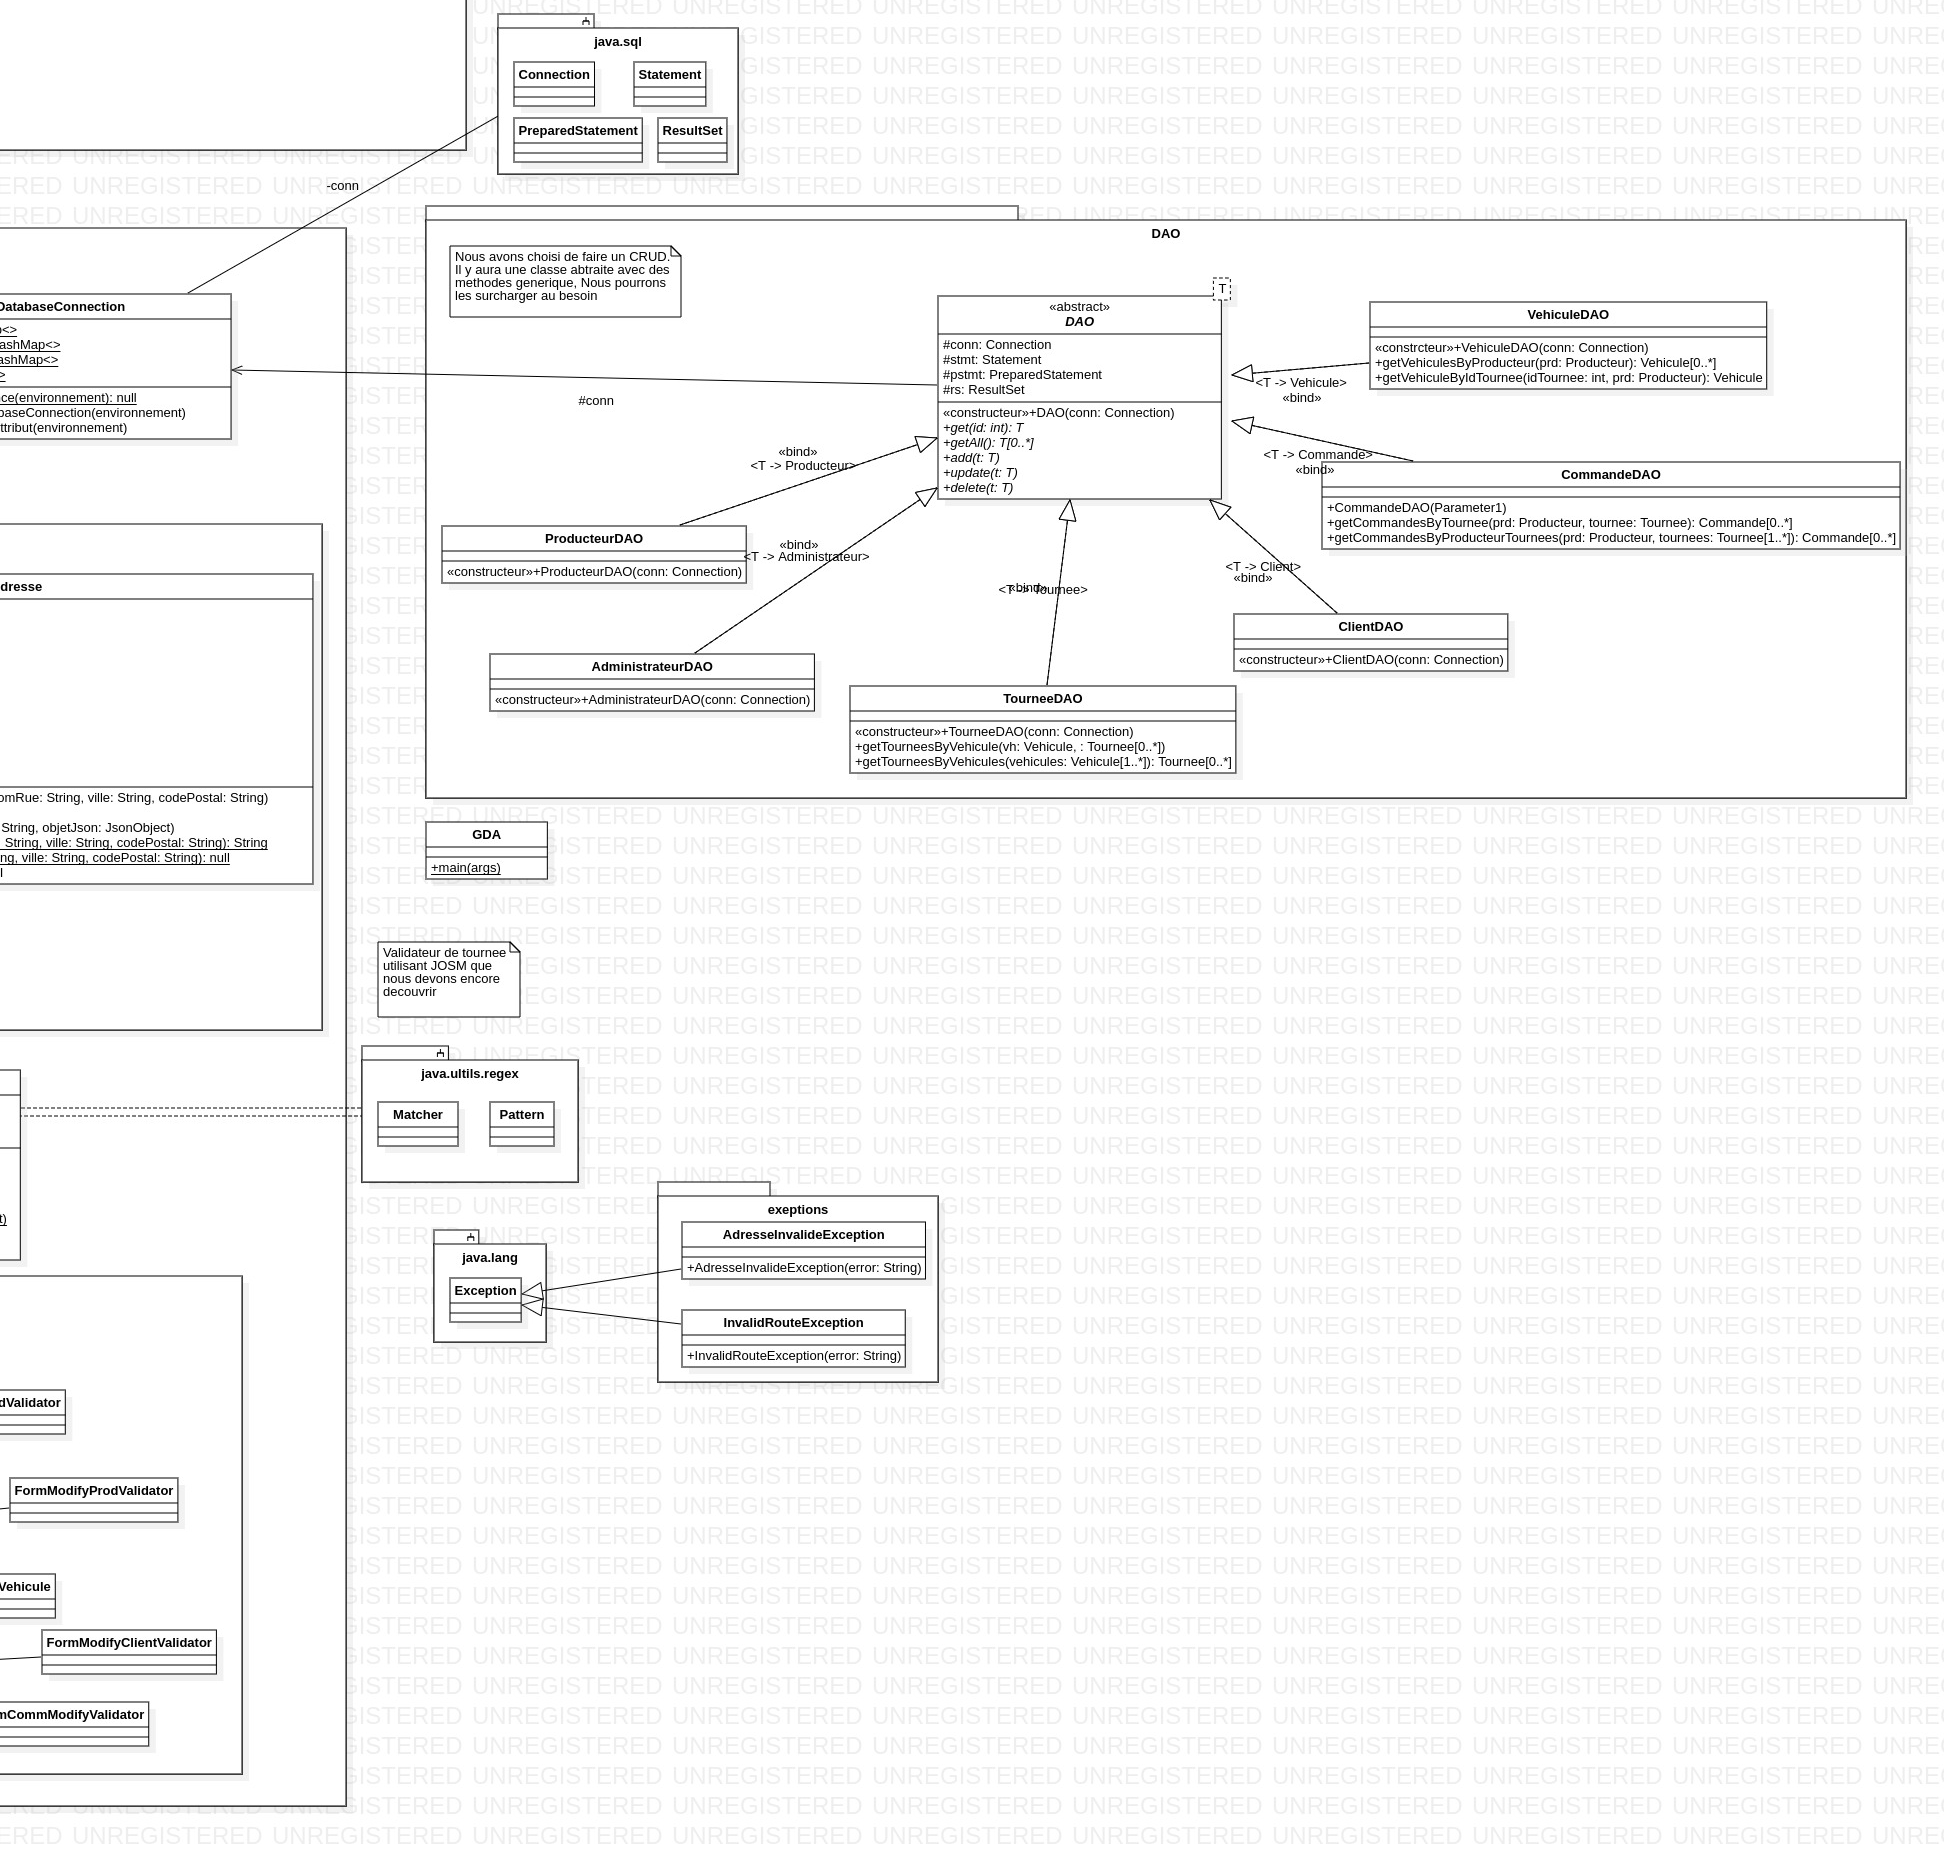 java.sql
Connection
Statement
PreparedStatement
ResultSet
-conn
DatabaseConnection
ashMap<>
ashMap<>
baseConnection(environnement)
ttribut(environnement)
DAO
Nous avons choisi de faire un CRUD.
Il y aura une classe abtraite avec des
methodes generique, Nous pourrons
les surcharger au besoin
T
«abstract»
DAO
#conn: Connection
#stmt: Statement
#pstmt: PreparedStatement
#rs: ResultSet
«constructeur»+DAO(conn: Connection)
+get(id: int): T
+getAll(): T[0..*]
+add(t: T)
+update(t: T)
+delete(t: T)
VehiculeDAO
«constrcteur»+VehiculeDAO(conn: Connection)
+getVehiculesByProducteur(prd: Producteur): Vehicule[0..*]
+getVehiculeByIdTournee(idTournee: int, prd: Producteur): Vehicule
<T -> Vehicule>
«bind»
#conn
<T -> Commande>
«bind»
CommandeDAO
+CommandeDAO(Parameter1)
+getCommandesByTournee(prd: Producteur, tournee: Tournee): Commande[0..*]
+getCommandesByProducteurTournees(prd: Producteur, tournees: Tournee[1..*]): Commande[0..*]
«bind»
<T -> Producteur>
ProducteurDAO
«constructeur»+ProducteurDAO(conn: Connection)
«bind»
<T -> Administrateur>
AdministrateurDAO
«constructeur»+AdministrateurDAO(conn: Connection)
«bind»
<T -> Tournee>
TourneeDAO
«constructeur»+TourneeDAO(conn: Connection)
+getTourneesByVehicule(vh: Vehicule, : Tournee[0..*])
+getTourneesByVehicules(vehicules: Vehicule[1..*]): Tournee[0..*]
<T -> Client>
«bind»
ClientDAO
«constructeur»+ClientDAO(conn: Connection)
dresse
omRue: String, ville: String, codePostal: String)
String, objetJson: JsonObject)
String, ville: String, codePostal: String): String
ng, ville: String, codePostal: String): null
GDA
+main(args)
Validateur de tournee
utilisant JOSM que
nous devons encore
decouvrir
java.ultils.regex
Matcher
Pattern
java.lang
Exception
exeptions
AdresseInvalideException
+AdresseInvalideException(error: String)
InvalidRouteException
+InvalidRouteException(error: String)
dValidator
FormModifyProdValidator
Vehicule
FormModifyClientValidator
mCommModifyValidator
UNREGISTERED